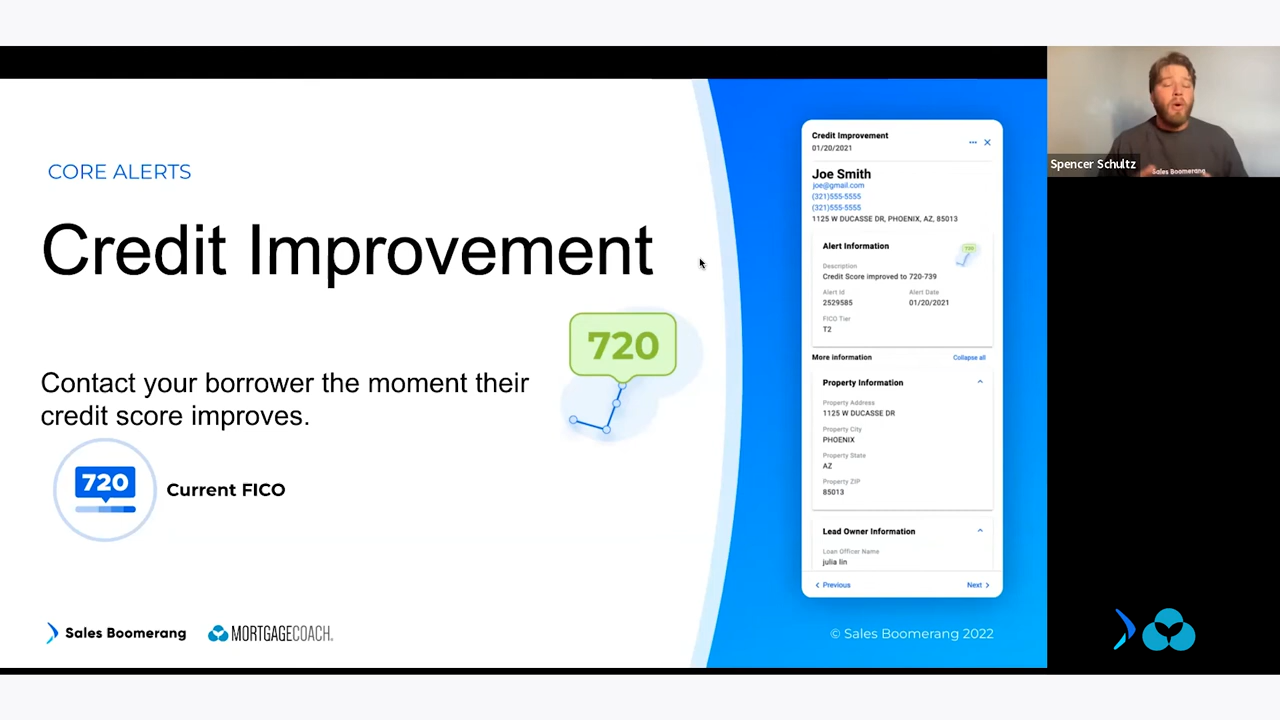 CORE ALERTS
Credit Improvement
Contact your borrower the moment their
credit score improves.
720
720
Current FICO
Sales Boomerang
MORTGAGECOACH
Credit Improvement
01/20/2021
Joe Smith
joe@gmail.com
(321)555-5555
(321)555-5555
1125 W DUCASSE DR, PHOENIX, AZ, 85013
Alert Information
720
Description
Credit Score improved to 720-739
Alert Id
Alert Date
2529585
01/20/2021
FICO Tier
T2
More information
Collapse all
Property Information
Property Address
1125 W DUCASSE DR
Property City
PHOENIX
Property State
AZ
Property ZIP
85013
Lead Owner Information
Loan Officer Name
julia lin
Previous
Next
© Sales Boomerang 2022
Spencer Schultz
Sales Boomerang